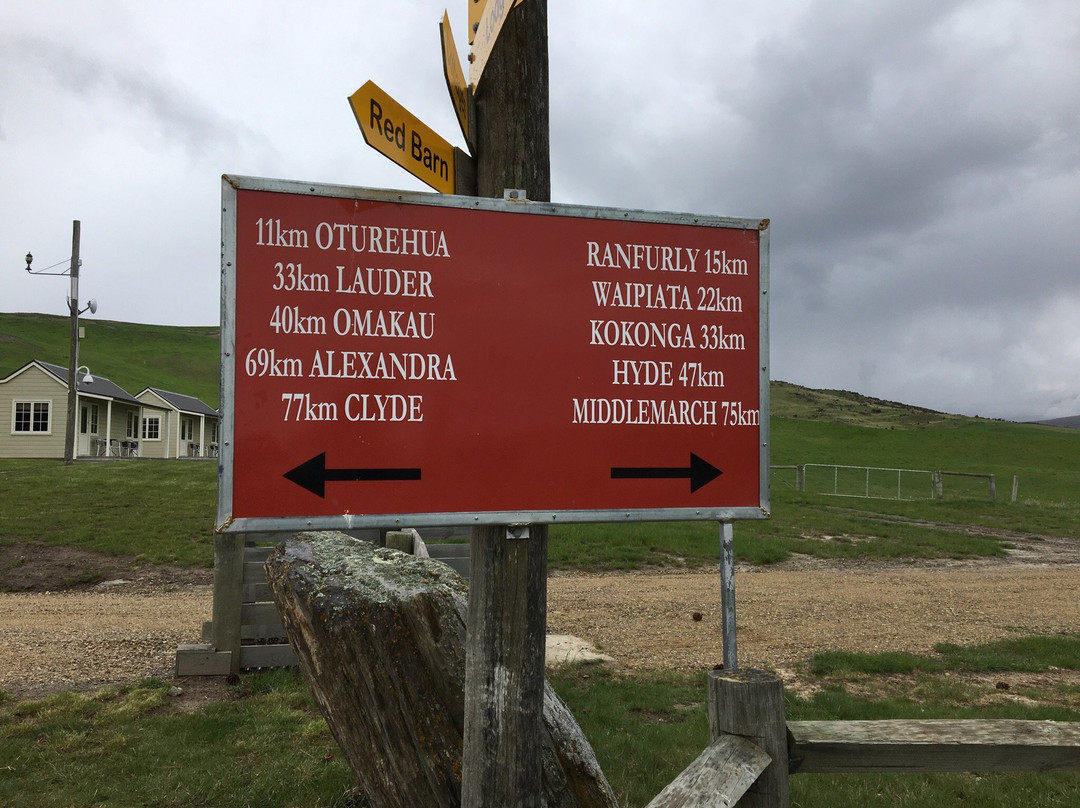 Red Barn
11km OTUREHUA
33km LAUDER
40km OMAKAU
69km ALEXANDRA
77km CLYDE
RANFURLY 15km
WAIPIATA 22km
KOKONGA 33km
HYDE 47km
MIDDLEMARCH 75km